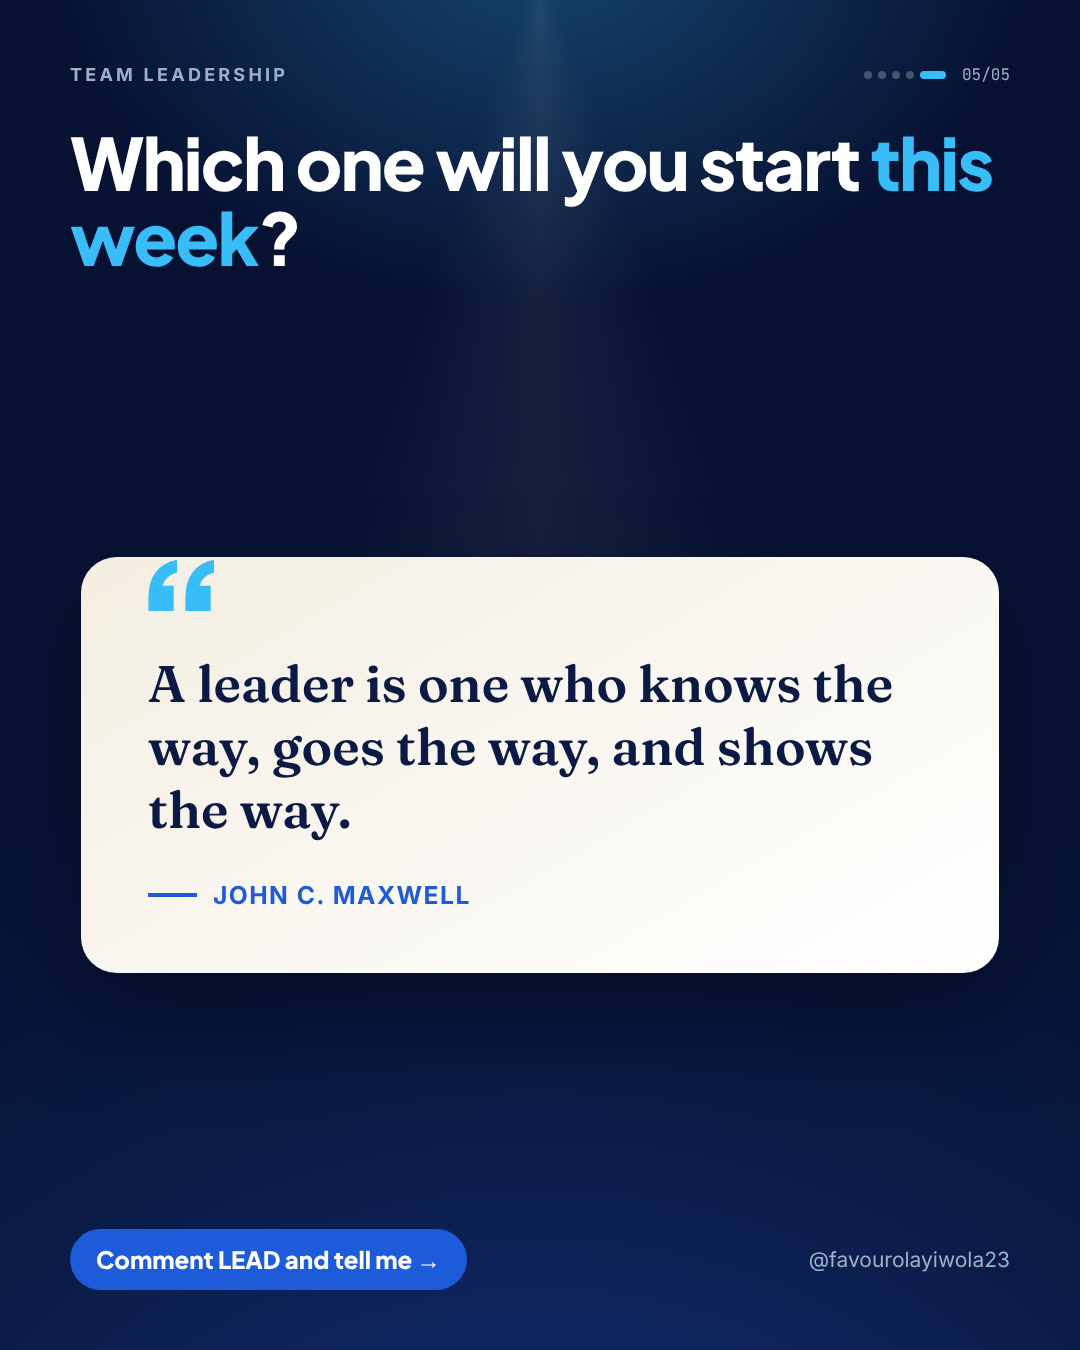 TEAM LEADERSHIP
05/05
Which one will you start this
week?
“
A leader is one who knows the
way, goes the way, and shows
the way.
— JOHN C. MAXWELL
Comment LEAD and tell me →
@favourolayiwola23